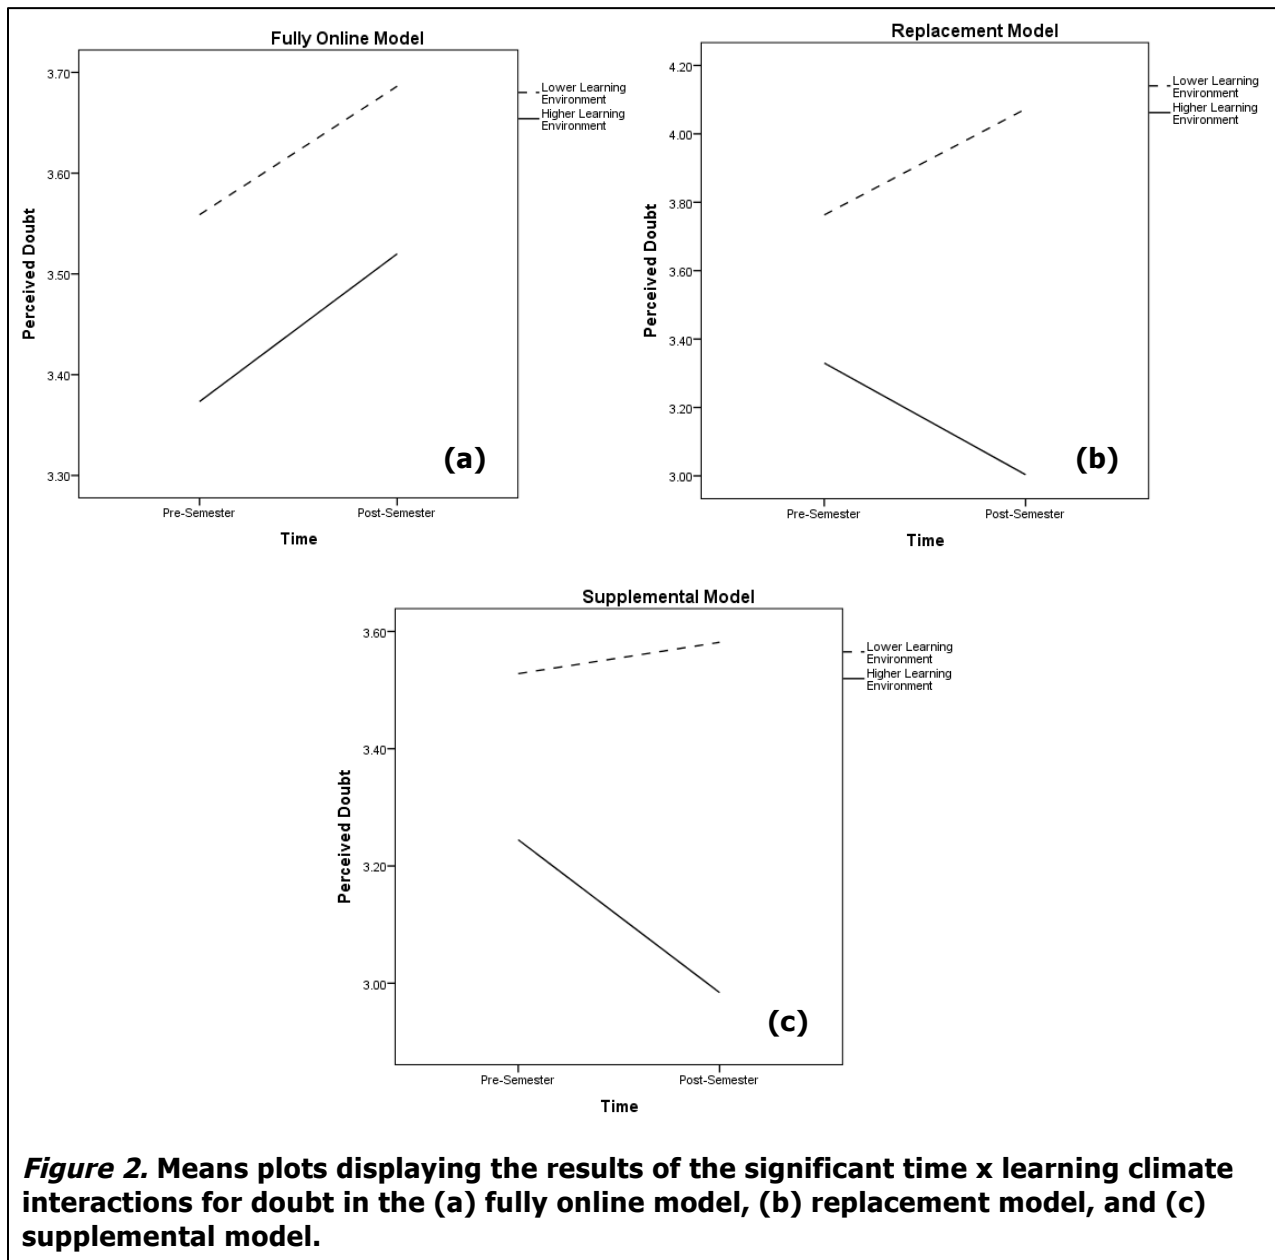 Fully Online Model
3.70
3.60
3.50
3.40
3.30
Perceived Doubt
Pre-Semester
Post-Semester
Time
Lower Learning
Environment
Higher Learning
Environment
(a)
Replacement Model
4.20
4.00
3.80
3.60
3.40
3.20
3.00
Perceived Doubt
Pre-Semester
Post-Semester
Time
Lower Learning
Environment
Higher Learning
Environment
(b)
Supplemental Model
3.60
3.40
3.20
3.00
Perceived Doubt
Pre-Semester
Post-Semester
Time
Lower Learning
Environment
Higher Learning
Environment
(c)
Figure 2. Means plots displaying the results of the significant time x learning climate
interactions for doubt in the (a) fully online model, (b) replacement model, and (c)
supplemental model.